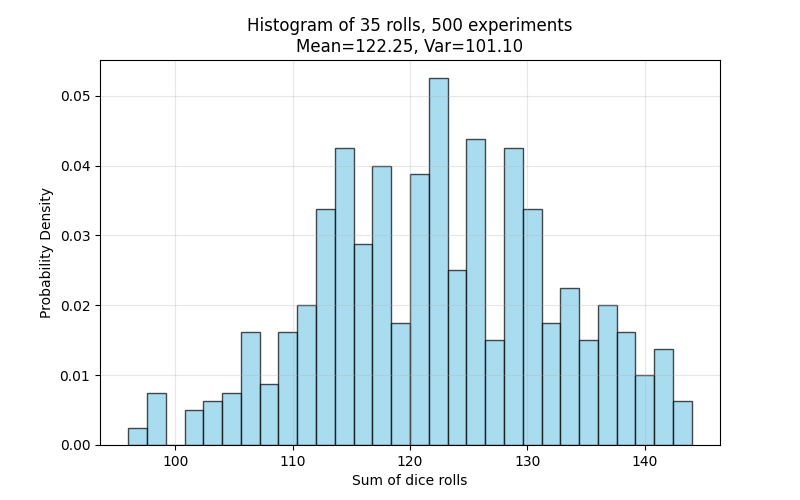 Histogram of 35 rolls, 500 experiments
Mean=122.25, Var=101.10
0.05
0.04
0.03
0.02
0.01
0.00
Probability Density
100 110 120 130 140
Sum of dice rolls